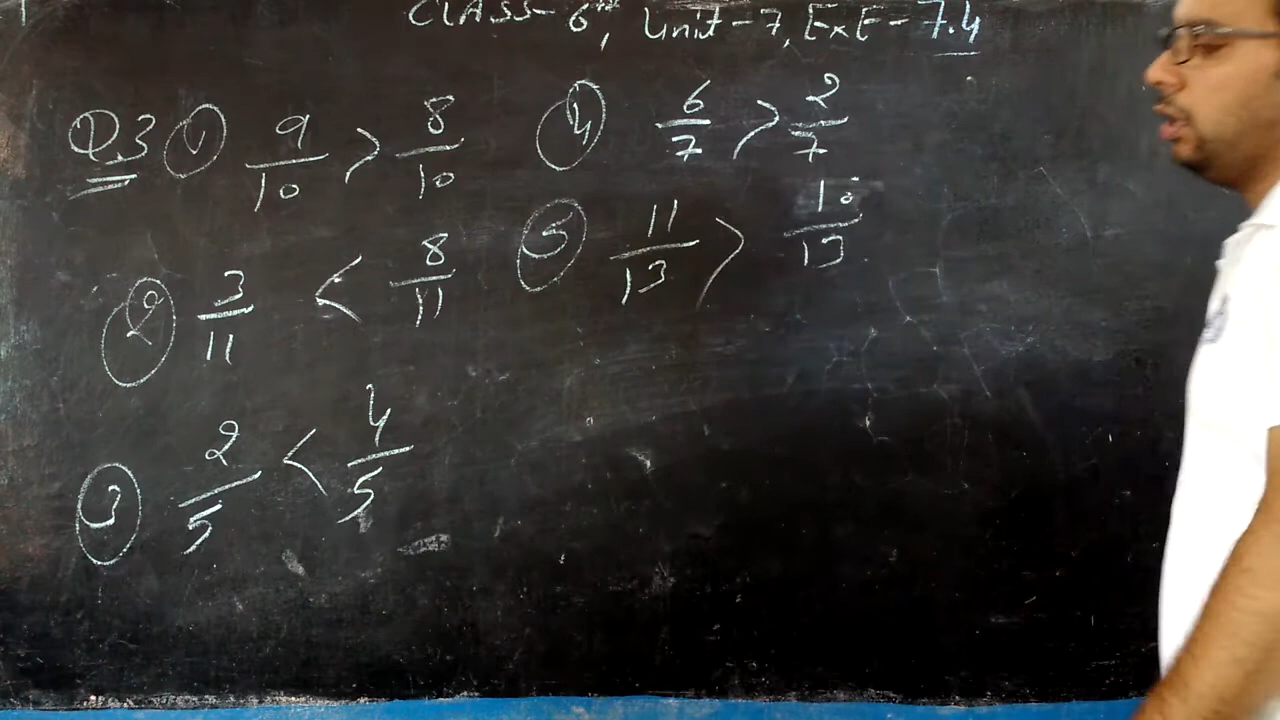 CLASS-6th, Unit-7, ExE-7.4
Q.3 ① 9/10 > 8/10
② 3/11 < 8/11
③ 2/5 < 4/5
④ 6/7 > 2/7
⑤ 11/13 > 10/13